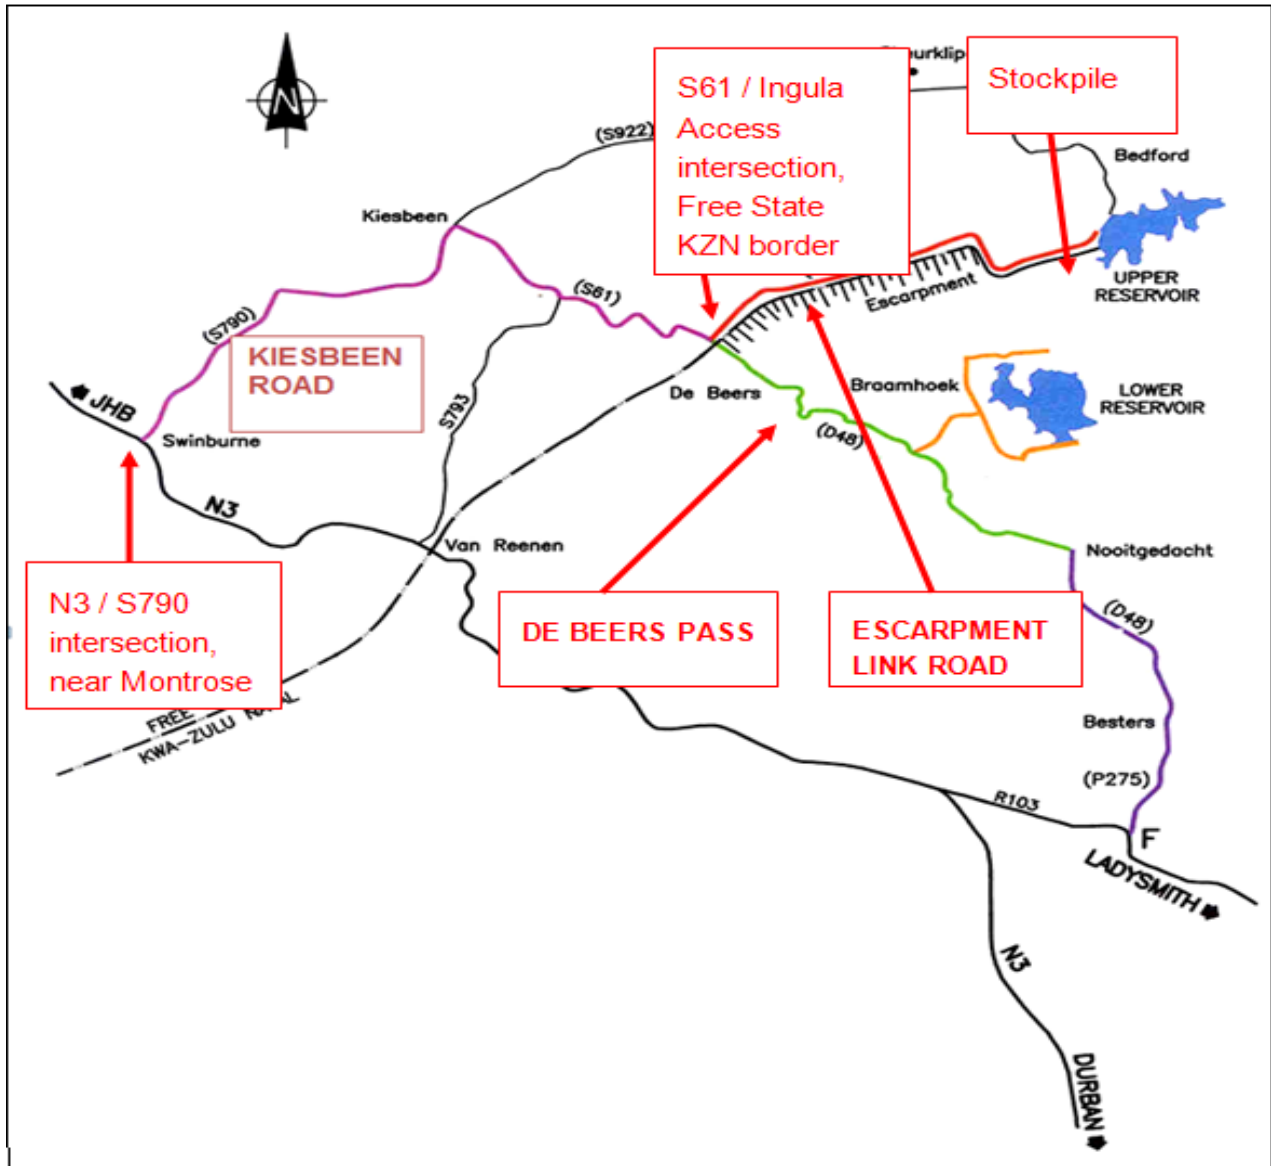 S61 / Ingula
Access
intersection,
Free State
KZN border
Stockpile
(S922)
Bedford
Kiesbeen
UPPER
RESERVOIR
Escarpment
(S61)
(S790)
KIESBEEN
ROAD
JHB
Swinburne
S793
De Beers
Braamhoek
(D48)
LOWER
RESERVOIR
N3
Van Reenen
Nooitgedacht
N3 / S790
intersection,
near Montrose
DE BEERS PASS
ESCARPMENT
LINK ROAD
(D48)
FREE
KWA-ZULU
Besters
(P275)
R103
F
LADYSMITH
N3
DURBAN
N